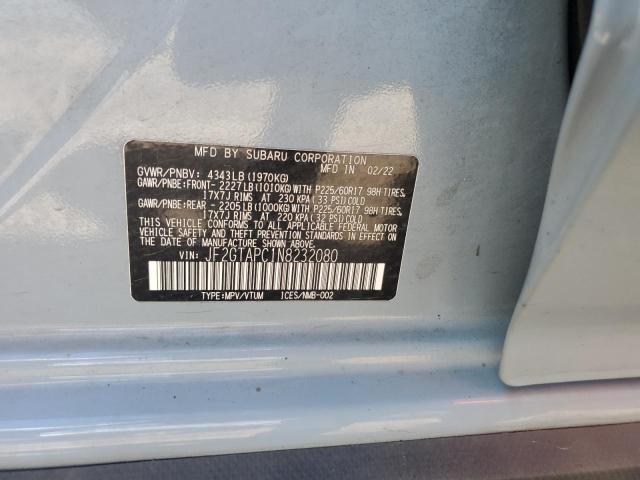 MFD BY SUBARU CORPORATION
MFD IN 02/22
GVWR/PNBV: 4343LB (1970KG)
GAWR/PNBE:FRONT- 2227LB(1010KG)WITH P225/60R17 98H TIRES,
17X7J RIMS AT 230 KPA(33 PSI)COLD
GAWR/PNBE:REAR - 2205LB(1000KG)WITH P225/60R17 98H TIRES,
17X7J RIMS AT 220 KPA(32 PSI)COLD
THIS VEHICLE CONFORMS TO ALL APPLICABLE FEDERAL MOTOR
VEHICLE SAFETY AND THEFT PREVENTION STANDARDS IN EFFECT
ON THE DATE OF MANUFACTURE SHOWN ABOVE.
VIN: JF2GTAPC1N8232080
TYPE:MPV/VTUM ICES/NMB-002